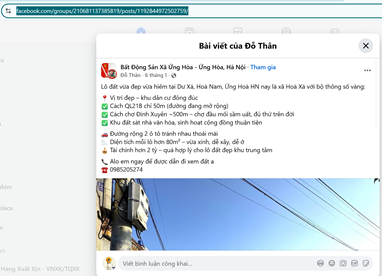 facebook.com/groups/210681137385819/posts/1192844972502759/
Bài viết của Đỗ Thân
Bất Động Sản Xã Ứng Hòa - Ứng Hòa, Hà Nội · Tham gia
Đỗ Thân · 6 tháng 1 ·
Lô đất vừa đẹp vừa hiếm tại Dư Xá, Hoà Nam, Ứng Hoà HN nay là xã Hoà Xá với bộ thông số vàng:
📍 Vị trí đẹp – khu dân cư đông đúc
✅ Cách QL21B chỉ 50m (đường đang mở rộng)
✅ Cách chợ Đình Xuyên ~500m – chợ đầu mối sầm uất, đủ thứ trên đời
✅ Khu đất sát nhà văn hóa, sinh hoạt cộng đồng thuận tiện
🚗 Đường rộng 2 ô tô tránh nhau thoải mái
📐 Diện tích mỗi lô hơn 80m² – vừa xinh, dễ xây, dễ ở
💰 Tài chính hơn 2 tỷ – quá hợp lý cho lô đất đẹp khu trung tâm
📞 Alo em ngay để được dẫn đi xem đất ạ
☎️ 0985205274
Viết bình luận công khai...
Hàng Xuất Xịn - VNXK/TQXK